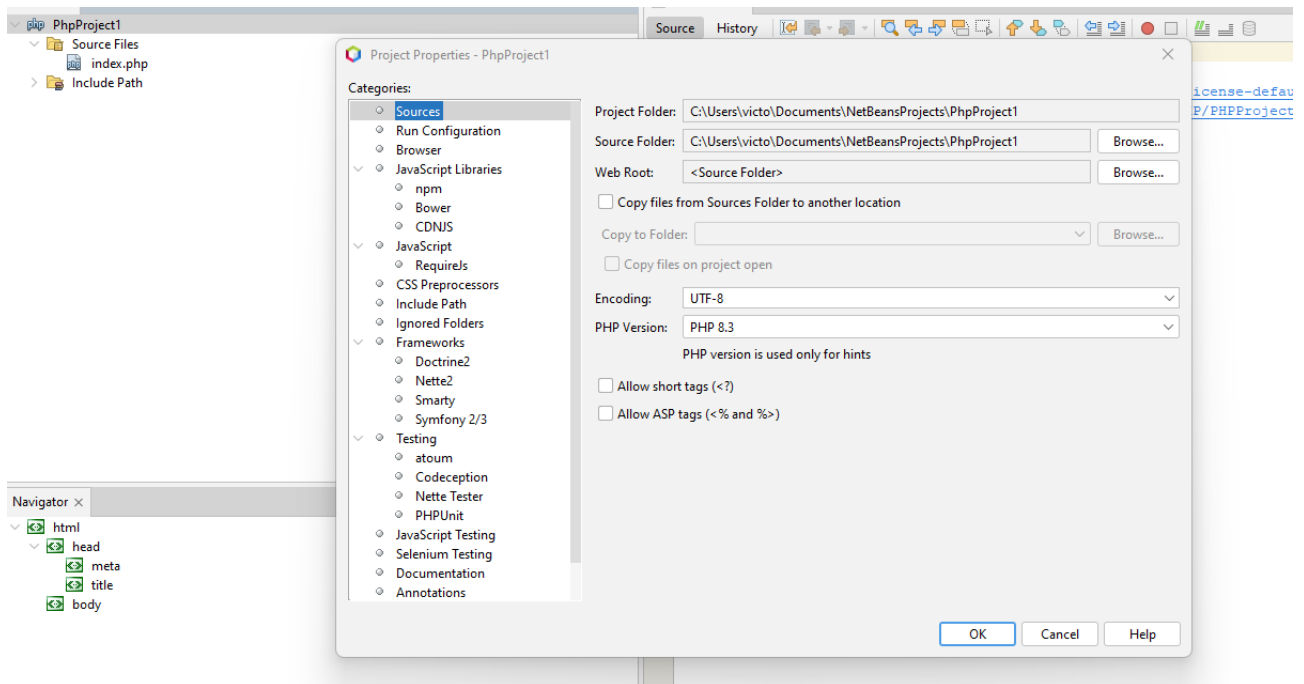 PhpProject1
Source Files
index.php
Include Path
Source History
Project Properties - PhpProject1
Categories:
Sources
Run Configuration
Browser
JavaScript Libraries
npm
Bower
CDNJS
JavaScript
RequireJs
CSS Preprocessors
Include Path
Ignored Folders
Frameworks
Doctrine2
Nette2
Smarty
Symfony 2/3
Testing
atoum
Codeception
Nette Tester
PHPUnit
JavaScript Testing
Selenium Testing
Documentation
Annotations
Project Folder: C:\Users\victo\Documents\NetBeansProjects\PhpProject1
Source Folder: C:\Users\victo\Documents\NetBeansProjects\PhpProject1 Browse...
Web Root: <Source Folder> Browse...
Copy files from Sources Folder to another location
Copy to Folder: Browse...
Copy files on project open
Encoding: UTF-8
PHP Version: PHP 8.3
PHP version is used only for hints
Allow short tags (<?)
Allow ASP tags (<% and %>)
OK Cancel Help
icense-defau
P/PHPProject
Navigator
html
head
meta
title
body